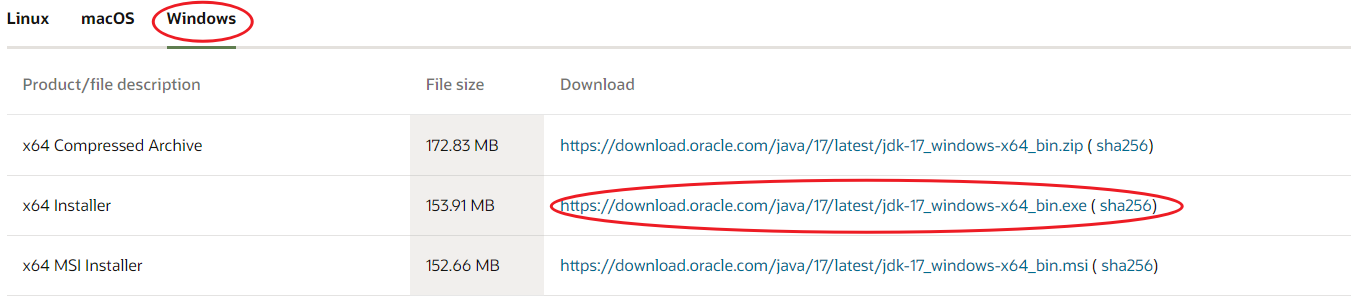 Linux macOS Windows
Product/file description File size Download
x64 Compressed Archive 172.83 MB https://download.oracle.com/java/17/latest/jdk-17_windows-x64_bin.zip ( sha256)
x64 Installer 153.91 MB https://download.oracle.com/java/17/latest/jdk-17_windows-x64_bin.exe ( sha256)
x64 MSI Installer 152.66 MB https://download.oracle.com/java/17/latest/jdk-17_windows-x64_bin.msi ( sha256)